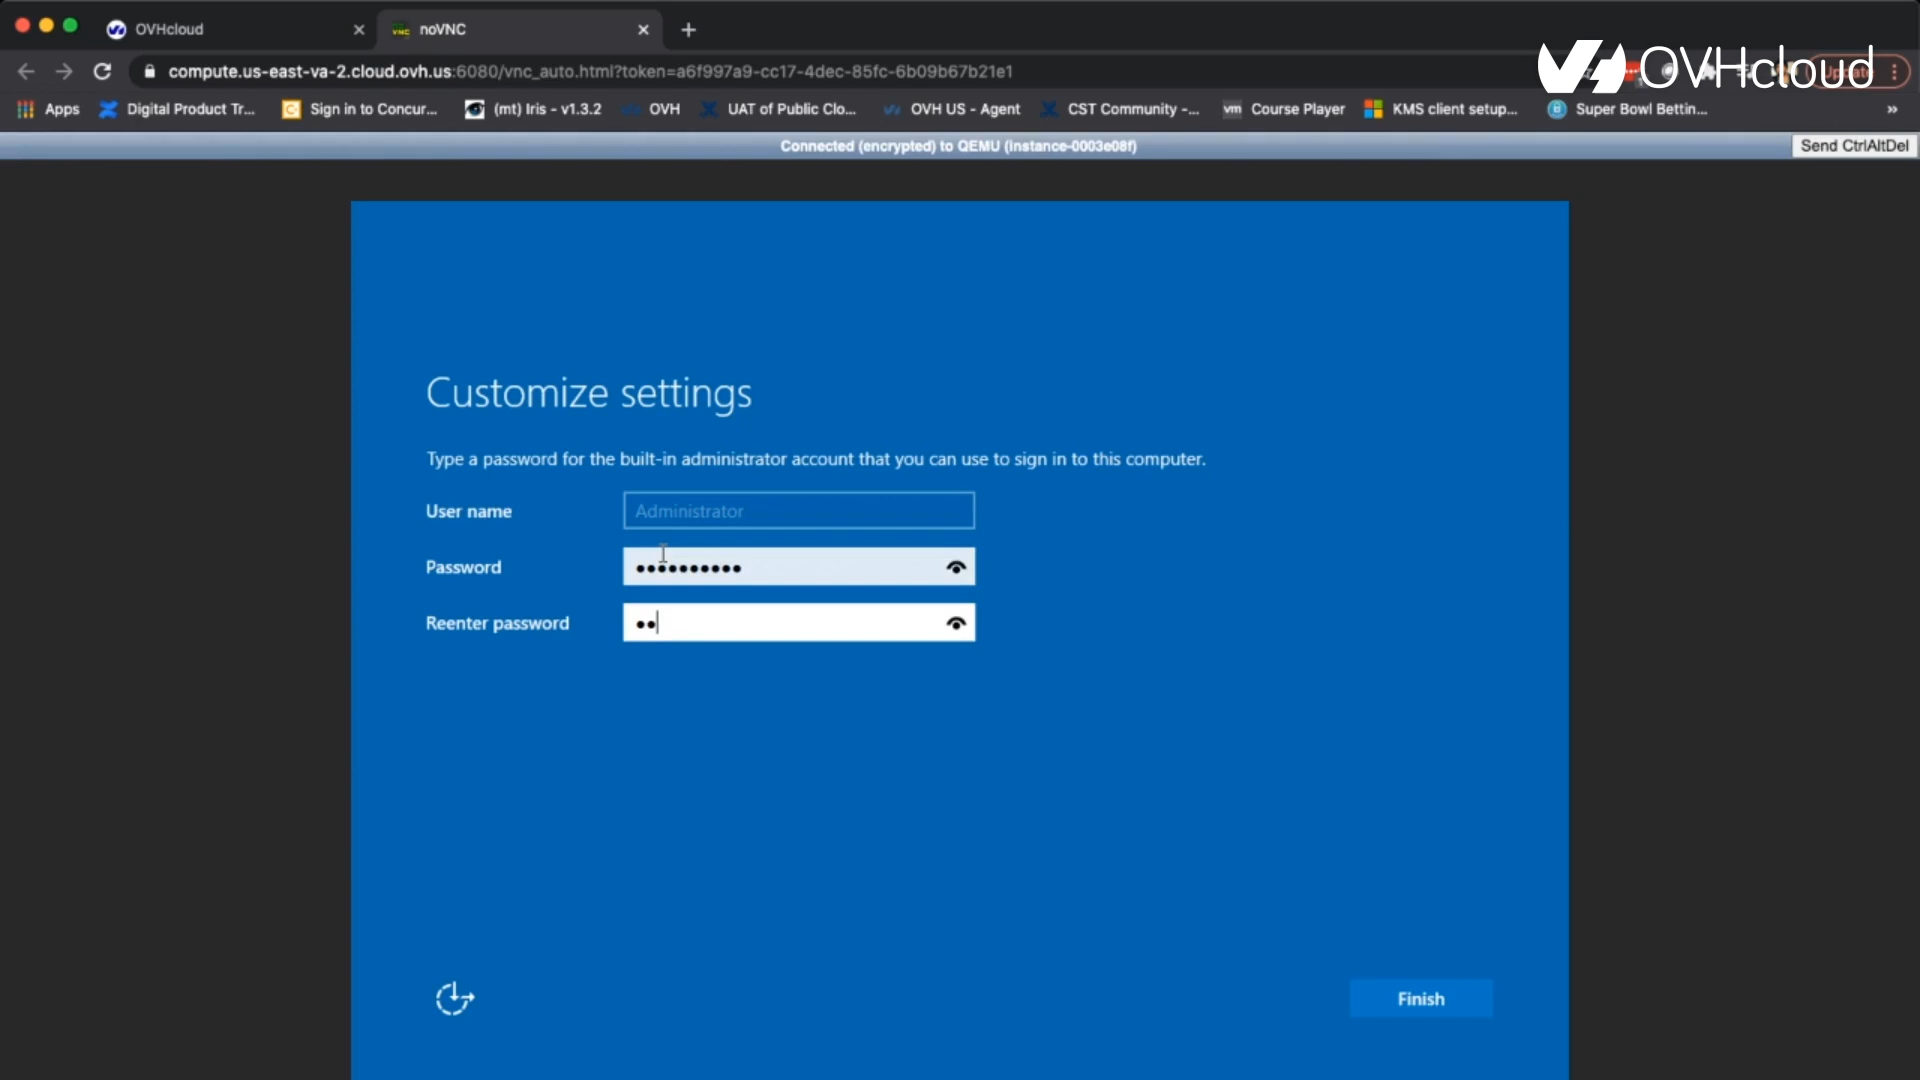 OVHcloud
noVNC
OVHcloud
compute.us-east-va-2.cloud.ovh.us:6080/vnc_auto.html?token=a6f997a9-cc17-4dec-85fc-6b09b67b21e1
Apps Digital Product Tr... Sign in to Concur... (mt) Iris - v1.3.2 OVH UAT of Public Clo... OVH US - Agent CST Community -... vm Course Player KMS client setup... Super Bowl Bettin... »
Connected (encrypted) to QEMU (instance-0003e08f)
Send CtrlAltDel
Customize settings
Type a password for the built-in administrator account that you can use to sign in to this computer.
User name
Administrator
Password
Reenter password
Finish